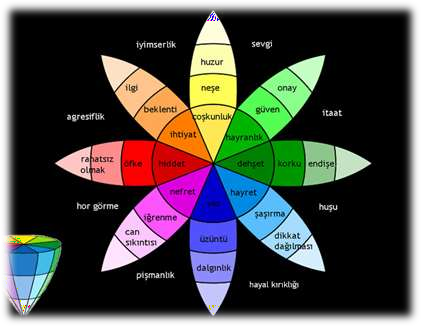 iyimserlik
sevgi
huzur
ilgi
onay
neşe
beklenti
güven
agresiflik
itaat
coşkunluk
ihtiyat
hayranlık
rahatsız
olmak
öfke
hiddet
dehşet
korku
endişe
nefret
hayret
hor görme
huşu
iğrenme
şaşırma
can
sıkıntısı
üzüntü
dikkat
dağılması
dalgınlık
pişmanlık
hayal kırıklığı